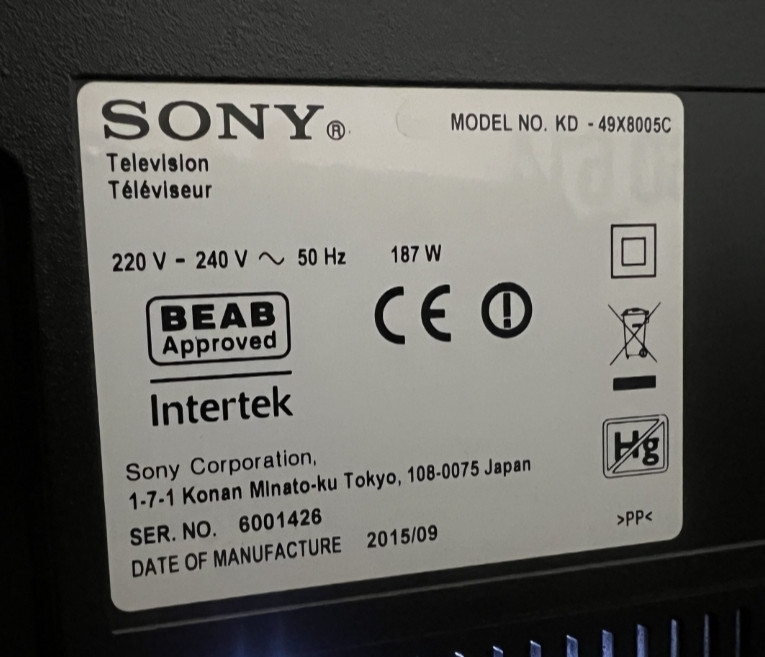 SONY®
MODEL NO. KD - 49X8005C
Television
Téléviseur
220 V - 240 V ~ 50 Hz 187 W
BEAB
Approved
CE
Intertek
Hg
Sony Corporation,
1-7-1 Konan Minato-ku Tokyo, 108-0075 Japan
SER. NO. 6001426
DATE OF MANUFACTURE 2015/09
>PP<